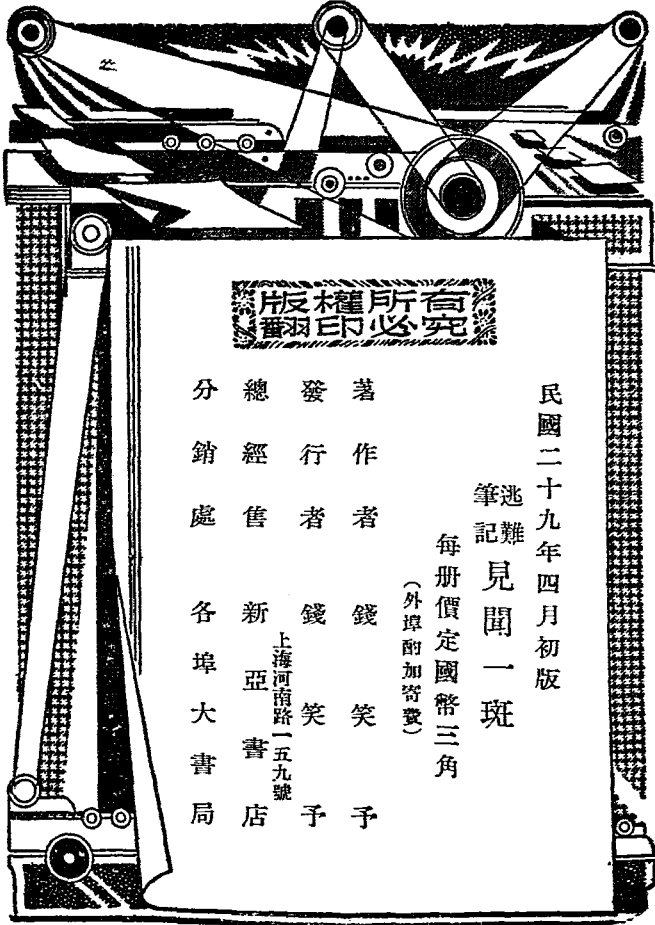 版權所有
翻印必究
民國二十九年四月初版
逃難
筆記
見聞一斑
每册價定國幣三角
（外埠酌加寄費）
著作者 錢笑予
發行者 錢笑予
上海河南路一五九號
總經售 新亞書店
分銷處 各埠大書局